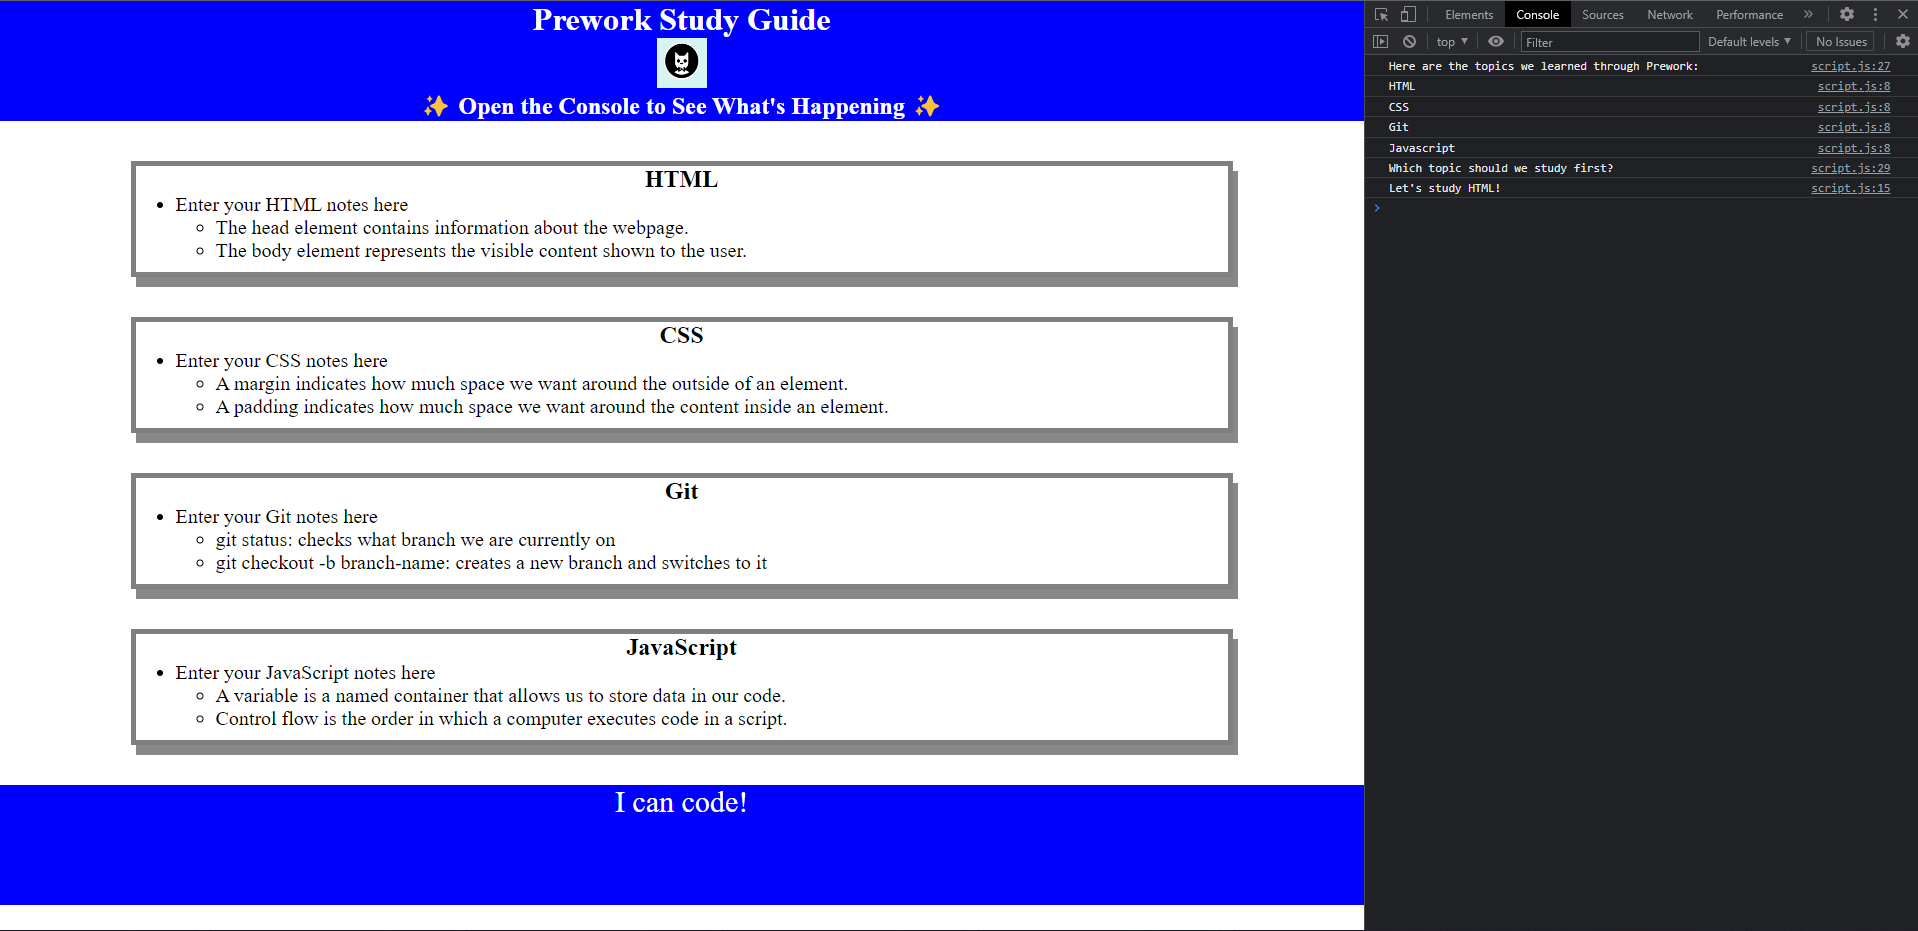 Prework Study Guide
✨ Open the Console to See What's Happening ✨
HTML
Enter your HTML notes here
The head element contains information about the webpage.
The body element represents the visible content shown to the user.
CSS
Enter your CSS notes here
A margin indicates how much space we want around the outside of an element.
A padding indicates how much space we want around the content inside an element.
Git
Enter your Git notes here
git status: checks what branch we are currently on
git checkout -b branch-name: creates a new branch and switches to it
JavaScript
Enter your JavaScript notes here
A variable is a named container that allows us to store data in our code.
Control flow is the order in which a computer executes code in a script.
I can code!
Elements Console Sources Network Performance »
top Filter Default levels No Issues
Here are the topics we learned through Prework: script.js:27
HTML script.js:8
CSS script.js:8
Git script.js:8
Javascript script.js:8
Which topic should we study first? script.js:29
Let's study HTML! script.js:15